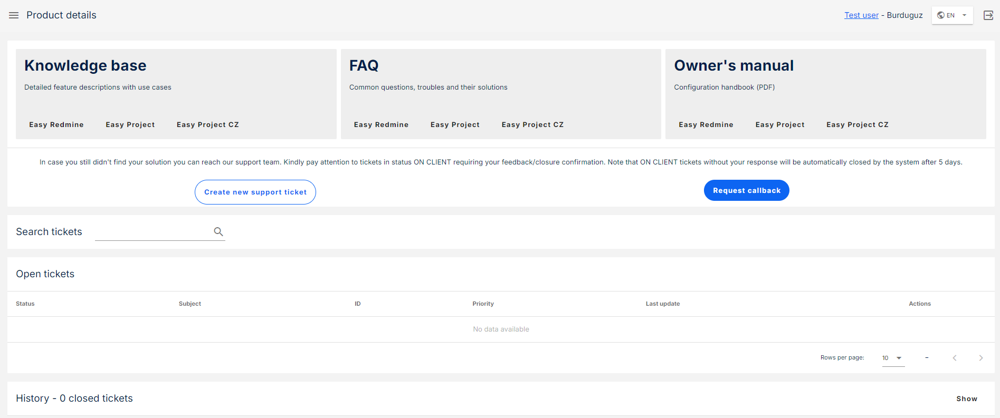 Product details
Test user - Burduguz
EN
Knowledge base
Detailed feature descriptions with use cases
Easy Redmine Easy Project Easy Project CZ
FAQ
Common questions, troubles and their solutions
Easy Redmine Easy Project Easy Project CZ
Owner's manual
Configuration handbook (PDF)
Easy Redmine Easy Project Easy Project CZ
In case you still didn't find your solution you can reach our support team. Kindly pay attention to tickets in status ON CLIENT requiring your feedback/closure confirmation. Note that ON CLIENT tickets without your response will be automatically closed by the system after 5 days.
Create new support ticket
Request callback
Search tickets
Open tickets
Status Subject ID Priority Last update Actions
No data available
Rows per page: 10 –
History - 0 closed tickets
Show